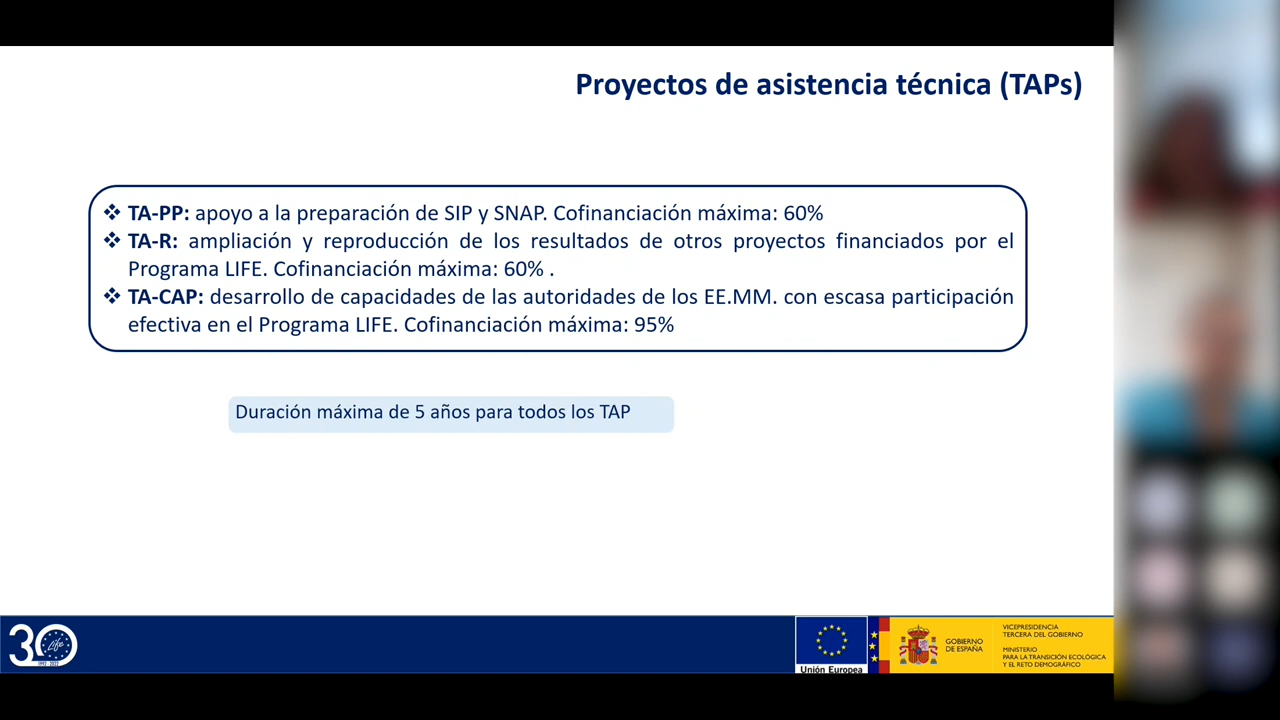 Proyectos de asistencia técnica (TAPs)
❖ TA-PP: apoyo a la preparación de SIP y SNAP. Cofinanciación máxima: 60%
❖ TA-R: ampliación y reproducción de los resultados de otros proyectos financiados por el
Programa LIFE. Cofinanciación máxima: 60% .
❖ TA-CAP: desarrollo de capacidades de las autoridades de los EE.MM. con escasa participación
efectiva en el Programa LIFE. Cofinanciación máxima: 95%
Duración máxima de 5 años para todos los TAP
30
Life
Unión Europea
GOBIERNO
DE ESPAÑA
VICEPRESIDENCIA
TERCERA DEL GOBIERNO
MINISTERIO
PARA LA TRANSICIÓN ECOLÓGICA
Y EL RETO DEMOGRÁFICO